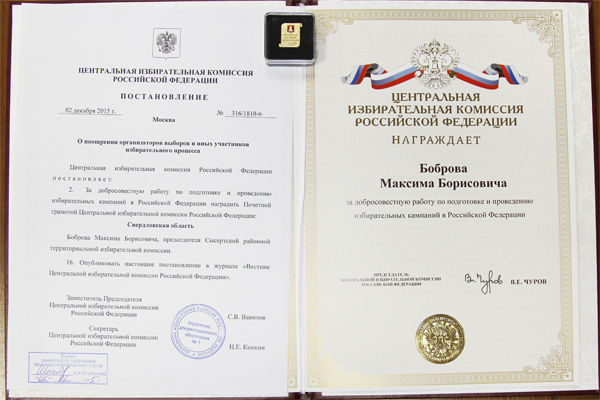 ЦЕНТРАЛЬНАЯ ИЗБИРАТЕЛЬНАЯ КОМИССИЯ
РОССИЙСКОЙ ФЕДЕРАЦИИ
ПОСТАНОВЛЕНИЕ
02 декабря 2015 г.
№ 316/1810-6
Москва
О поощрении организаторов выборов и иных участников
избирательного процесса
Центральная избирательная комиссия Российской Федерации
постановляет:
2. За добросовестную работу по подготовке и проведению
избирательных кампаний в Российской Федерации наградить Почетной
грамотой Центральной избирательной комиссии Российской Федерации:
Свердловская область
Боброва Максима Борисовича, председателя Сысертской районной
территориальной избирательной комиссии.
16. Опубликовать настоящее постановление в журнале «Вестник
Центральной избирательной комиссии Российской Федерации».
Заместитель Председателя
Центральной избирательной комиссии
Российской Федерации
С.В. Вавилов
Секретарь
Центральной избирательной комиссии
Российской Федерации
Н.Е. Конкин
Управление
документационного
обеспечения
№ 1
ЦЕНТРАЛЬНАЯ
ИЗБИРАТЕЛЬНАЯ КОМИССИЯ
РОССИЙСКОЙ ФЕДЕРАЦИИ
НАГРАЖДАЕТ
Боброва
Максима Борисовича
за добросовестную работу по подготовке и проведению
избирательных кампаний в Российской Федерации
ПРЕДСЕДАТЕЛЬ
ЦЕНТРАЛЬНОЙ ИЗБИРАТЕЛЬНОЙ КОМИССИИ
РОССИЙСКОЙ ФЕДЕРАЦИИ
В.Е. ЧУРОВ